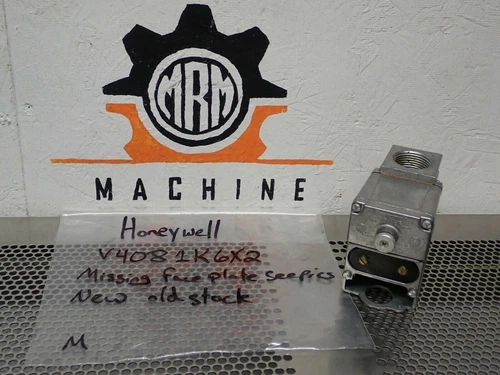 MRM
MACHINE
Honeywell
V4081K6X2
Missing face plate see pics
New old stock
M